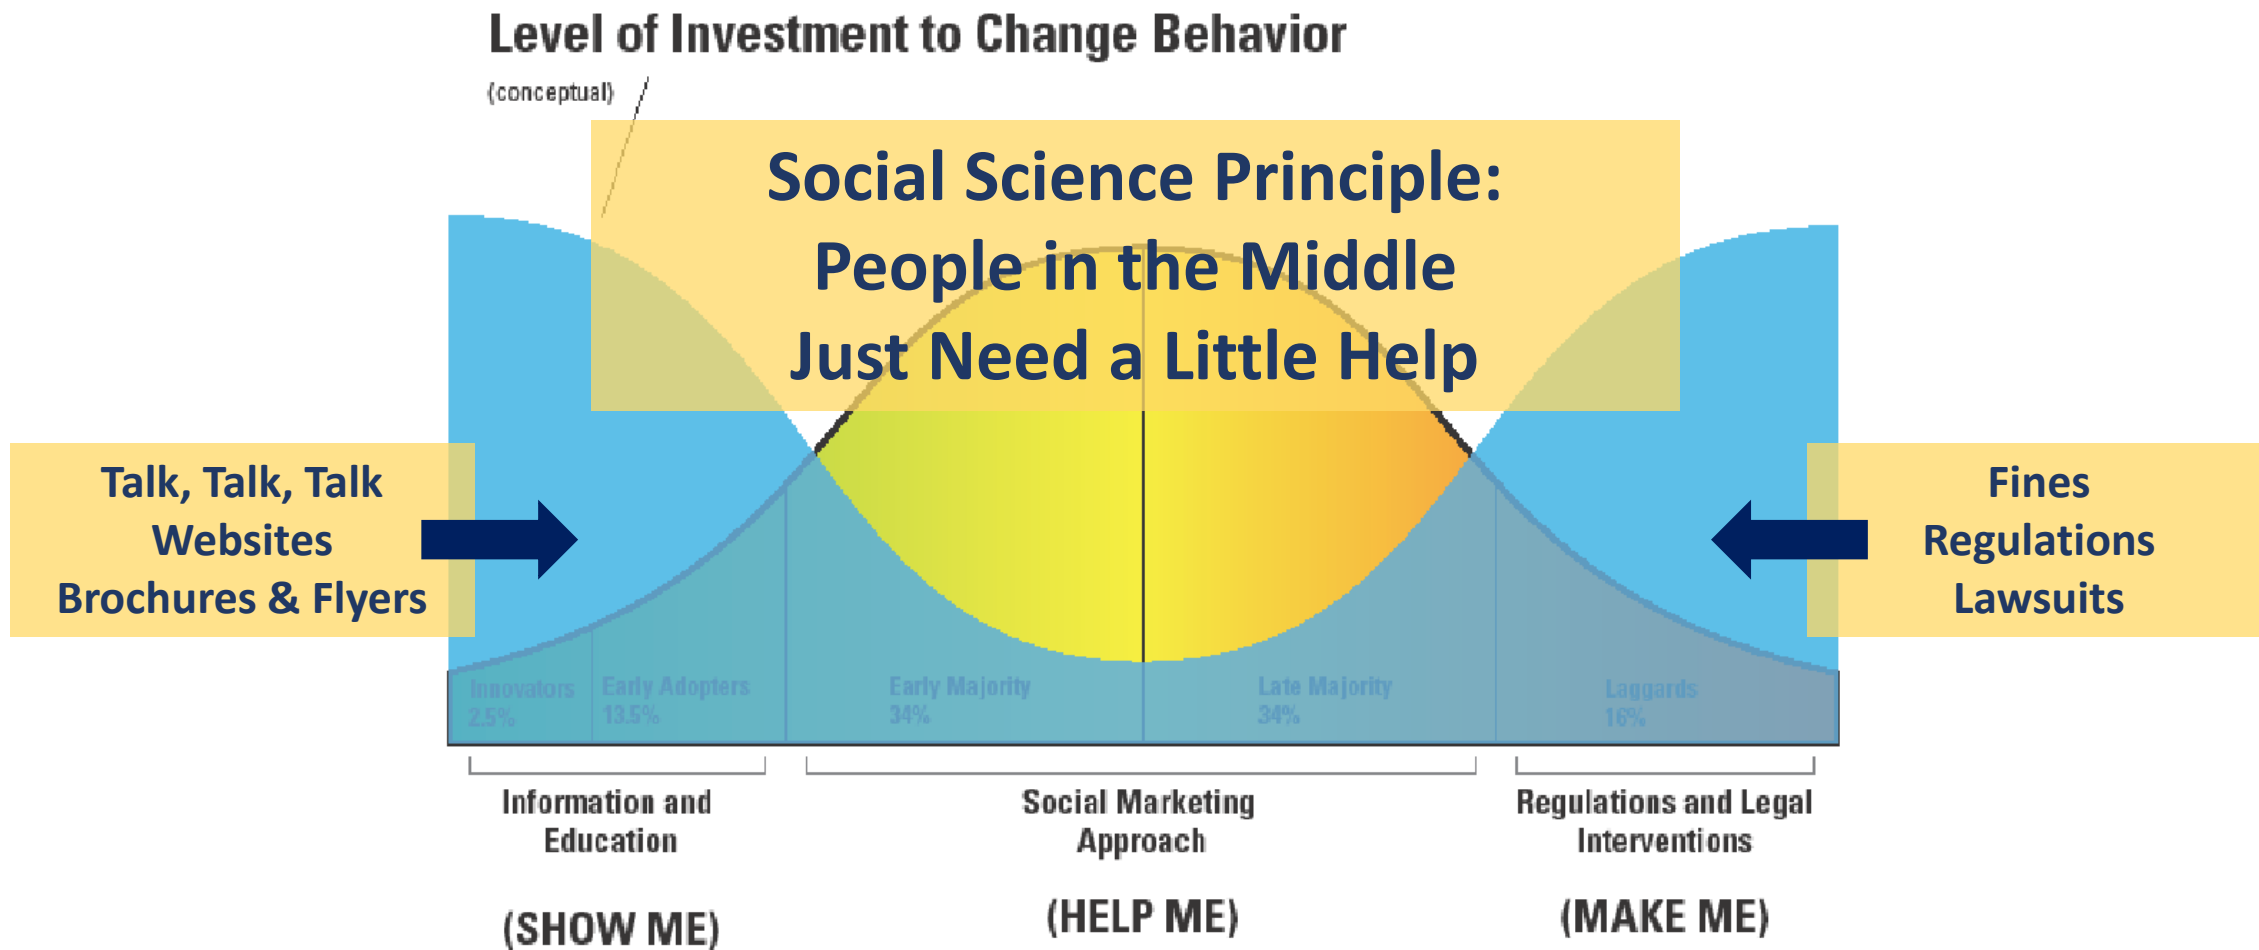 Level of Investment to Change Behavior
(conceptual)
Social Science Principle:
People in the Middle
Just Need a Little Help
Talk, Talk, Talk
Websites
Brochures & Flyers
Fines
Regulations
Lawsuits
Innovators
2.5%
Early Adopters
13.5%
Early Majority
34%
Late Majority
34%
Laggards
16%
Information and
Education
Social Marketing
Approach
Regulations and Legal
Interventions
(SHOW ME)
(HELP ME)
(MAKE ME)